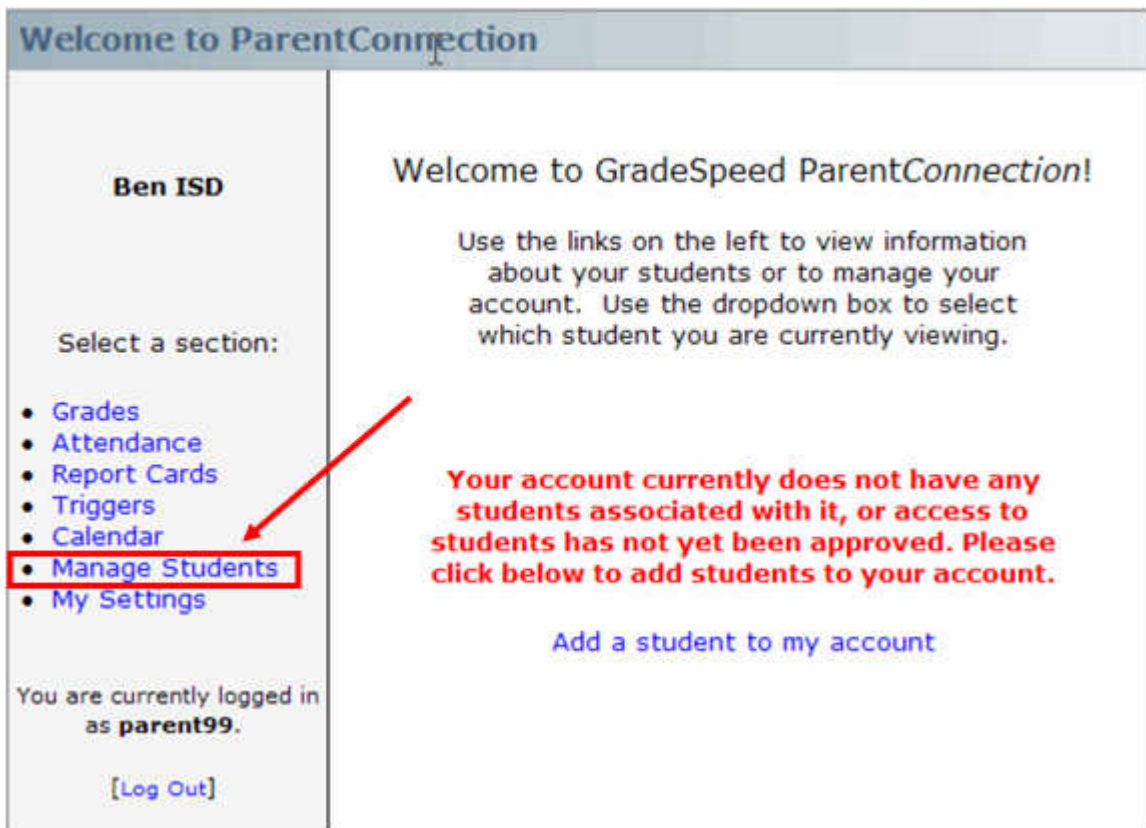 Welcome to ParentConnection
Ben ISD
Select a section:
• Grades
• Attendance
• Report Cards
• Triggers
• Calendar
• Manage Students
• My Settings
You are currently logged in
as parent99.
[Log Out]
Welcome to GradeSpeed ParentConnection!
Use the links on the left to view information
about your students or to manage your
account.  Use the dropdown box to select
which student you are currently viewing.
Your account currently does not have any
students associated with it, or access to
students has not yet been approved. Please
click below to add students to your account.
Add a student to my account